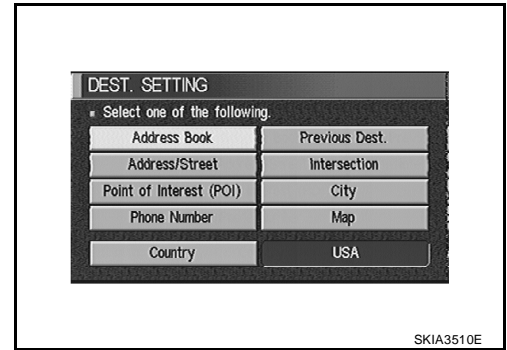 DEST. SETTING
Select one of the following.
Address Book Previous Dest.
Address/Street Intersection
Point of Interest (POI) City
Phone Number Map
Country USA
SKIA3510E